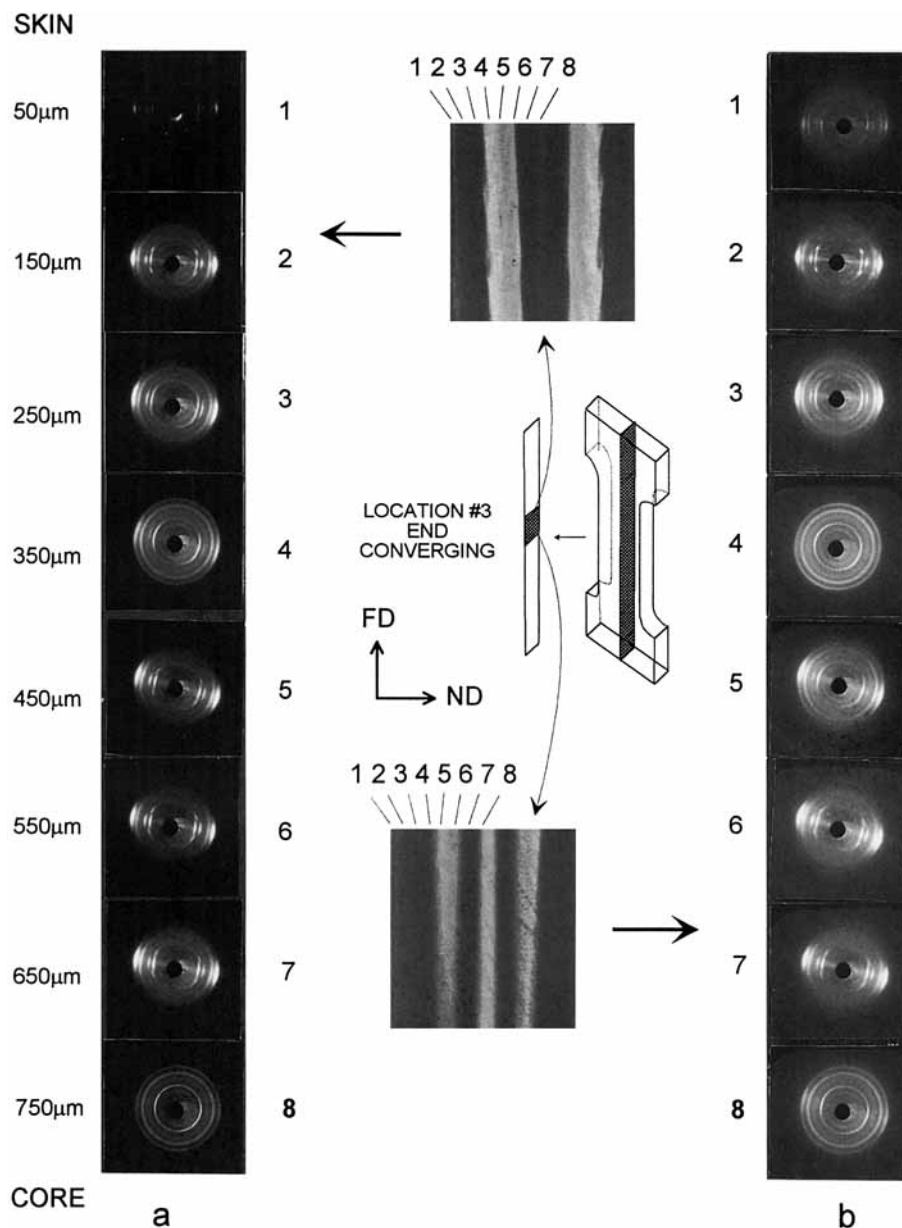 SKIN
1 2 3 4 5 6 7 8
50μm 1 1
150μm 2 2
250μm 3 3
350μm 4 4
LOCATION #3
END
CONVERGING
FD
ND
450μm 5 5
1 2 3 4 5 6 7 8
550μm 6 6
650μm 7 7
750μm 8 8
CORE
a b